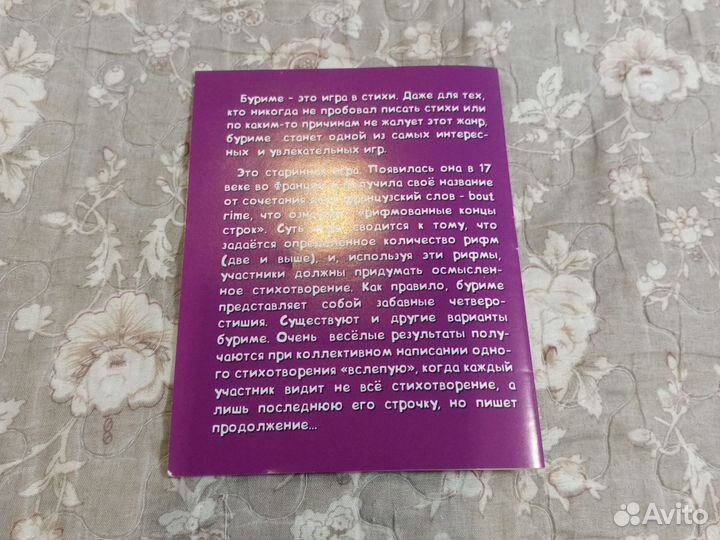 Буриме - это игра в стихи. Даже для тех,
кто никогда не пробовал писать стихи или
по каким-то причинам не жалует этот жанр,
буриме станет одной из самых интерес-
ных и увлекательных игр.
Это старинная игра. Появилась она в 17
веке во Франции и получила своё название
от сочетания французский слов - bout
rime, что «рифмованные концы
строк». Суть сводится к тому, что
задаётся определённое количество рифм
(две и выше), и, используя эти рифмы,
участники должны придумать осмыслен-
ное стихотворение. Как правило, буриме
представляет собой забавные четверо-
стишия. Существуют и другие варианты
буриме. Очень весёлые результаты полу-
чаются при коллективном написании одно-
го стихотворения «вслепую», когда каждый
участник видит не всё стихотворение, а
лишь последнюю его строчку, но пишет
продолжение...
Avito